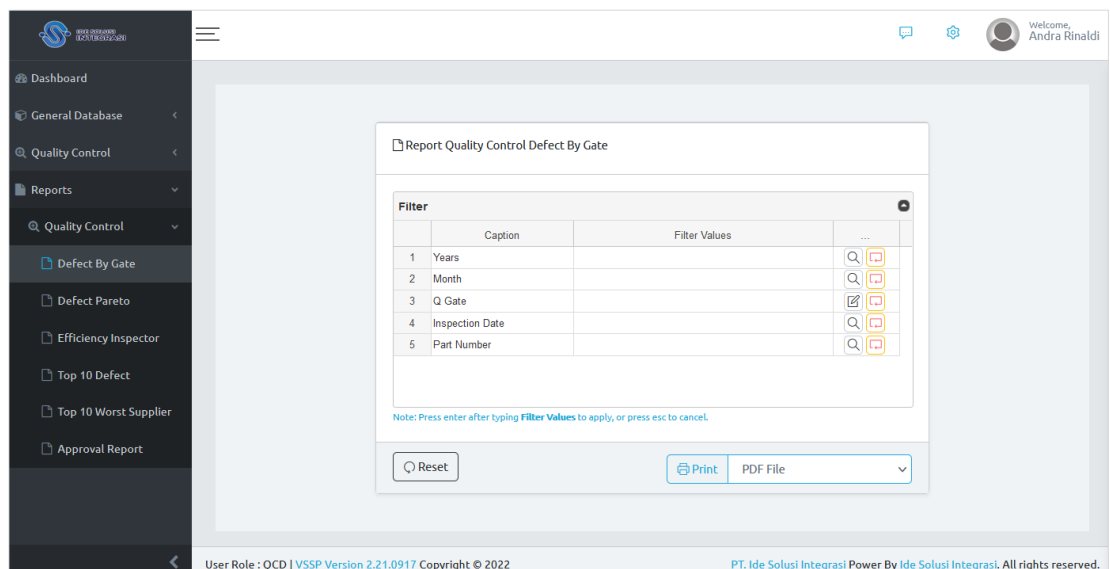 IDE SOLUSI
INTEGRASI
Welcome,
Andra Rinaldi
Dashboard
General Database
Quality Control
Reports
Quality Control
Defect By Gate
Defect Pareto
Efficiency Inspector
Top 10 Defect
Top 10 Worst Supplier
Approval Report
Report Quality Control Defect By Gate
Filter
Caption Filter Values ...
1 Years
2 Month
3 Q Gate
4 Inspection Date
5 Part Number
Note: Press enter after typing Filter Values to apply, or press esc to cancel.
Reset Print PDF File
User Role : QCD | VSSP Version 2.21.0917 Copyright © 2022 PT. Ide Solusi Integrasi Power By Ide Solusi Integrasi. All rights reserved.